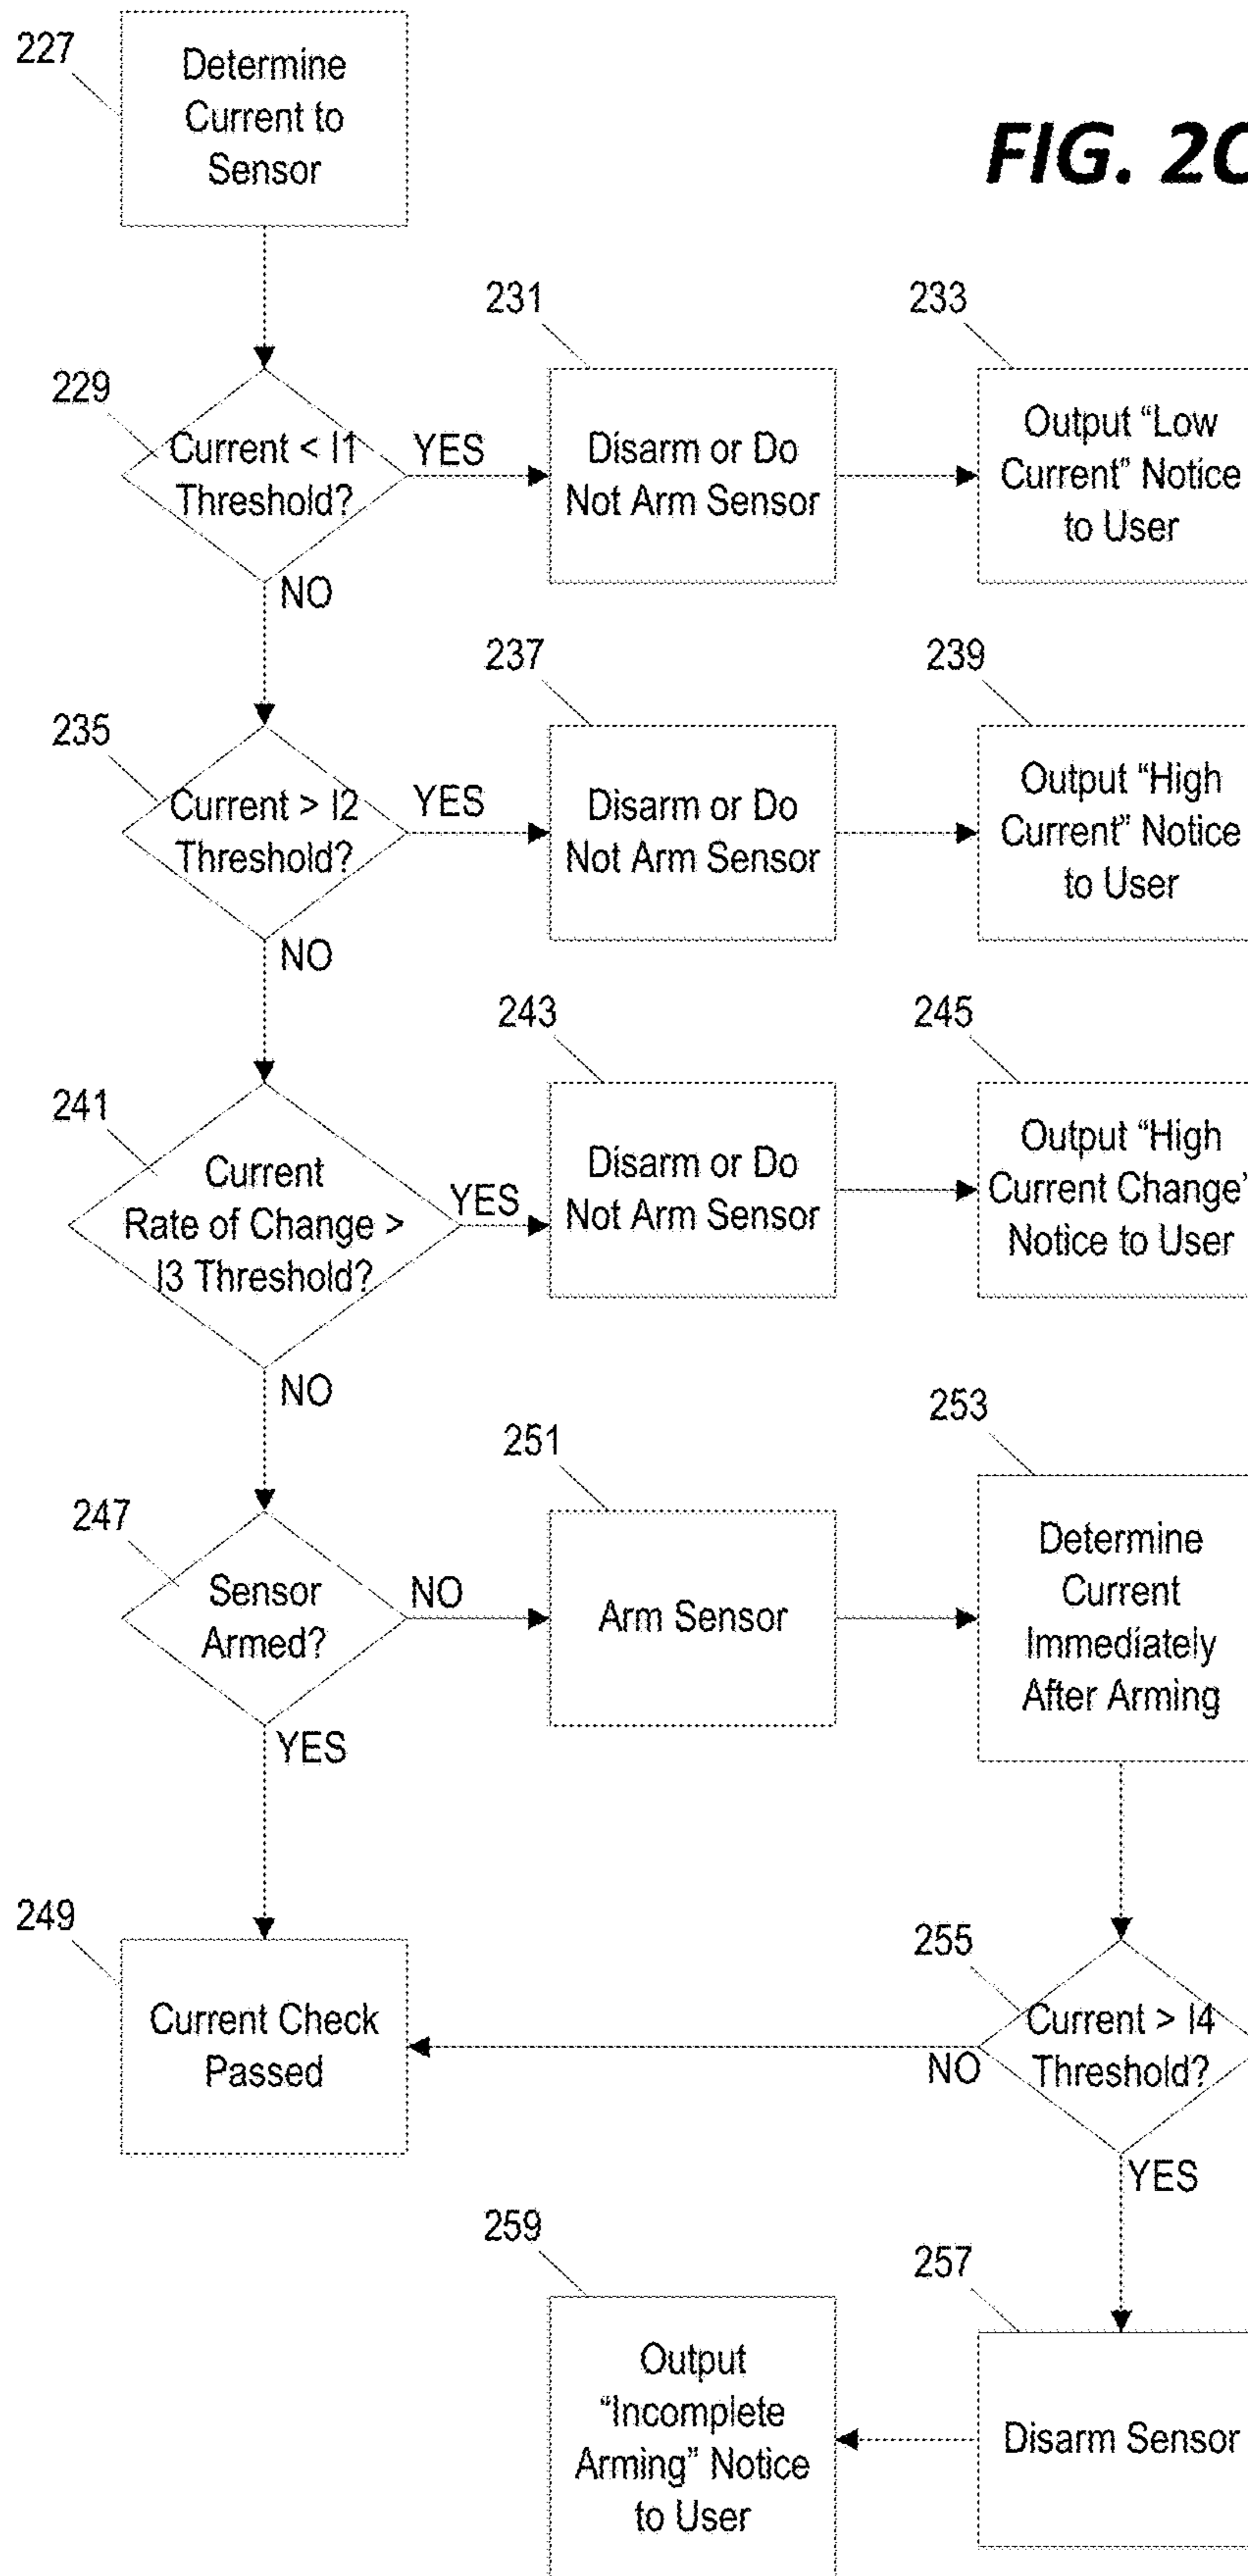 227
Determine
Current to
Sensor
FIG. 2C
231
233
229
Current < I1
Threshold?
YES
Disarm or Do
Not Arm Sensor
Output “Low
Current” Notice
to User
NO
237
239
235
Current > I2
Threshold?
YES
Disarm or Do
Not Arm Sensor
Output “High
Current” Notice
to User
NO
243
245
241
Current
Rate of Change >
I3 Threshold?
YES
Disarm or Do
Not Arm Sensor
Output “High
Current Change”
Notice to User
NO
251
253
247
Sensor
Armed?
NO
Arm Sensor
Determine
Current
Immediately
After Arming
YES
249
Current Check
Passed
255
Current > I4
Threshold?
NO
YES
259
257
Output
“Incomplete
Arming” Notice
to User
Disarm Sensor